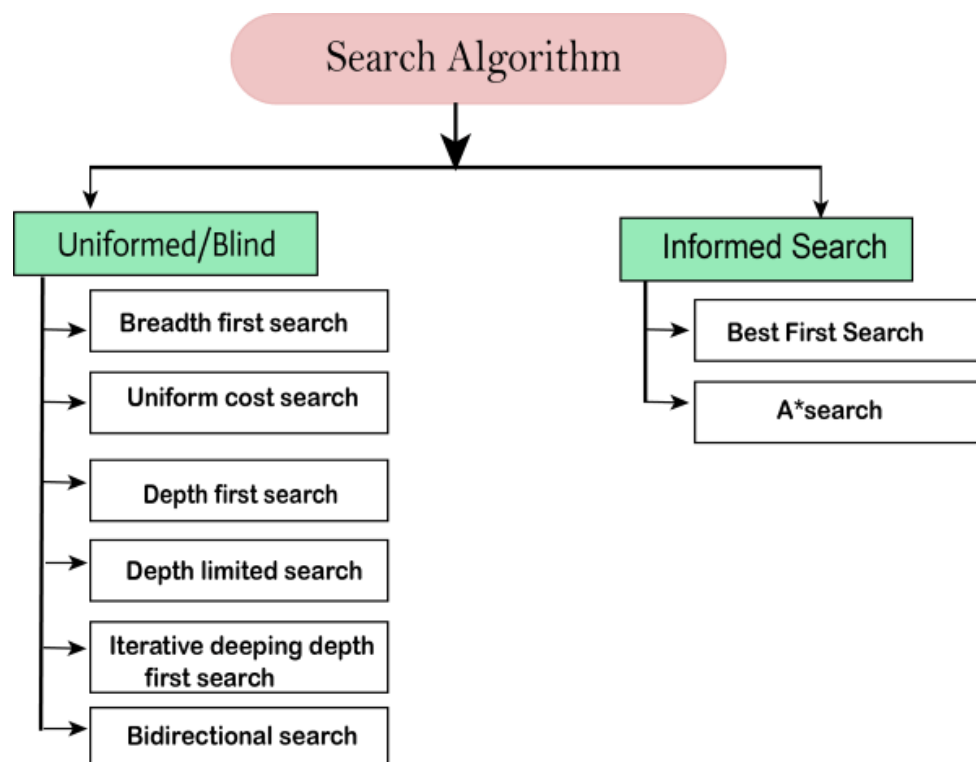 Search Algorithm
Uniformed/Blind
Breadth first search
Uniform cost search
Depth first search
Depth limited search
Iterative deeping depth
first search
Bidirectional search
Informed Search
Best First Search
A*search